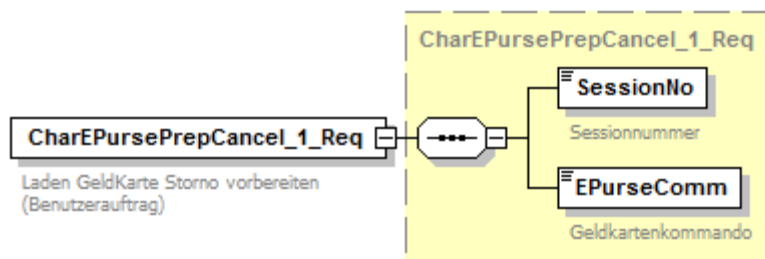 CharEPursePrepCancel_1_Req
SessionNo
Sessionnummer
CharEPursePrepCancel_1_Req
Laden GeldKarte Storno vorbereiten
(Benutzerauftrag)
EPurseComm
Geldkartenkommando